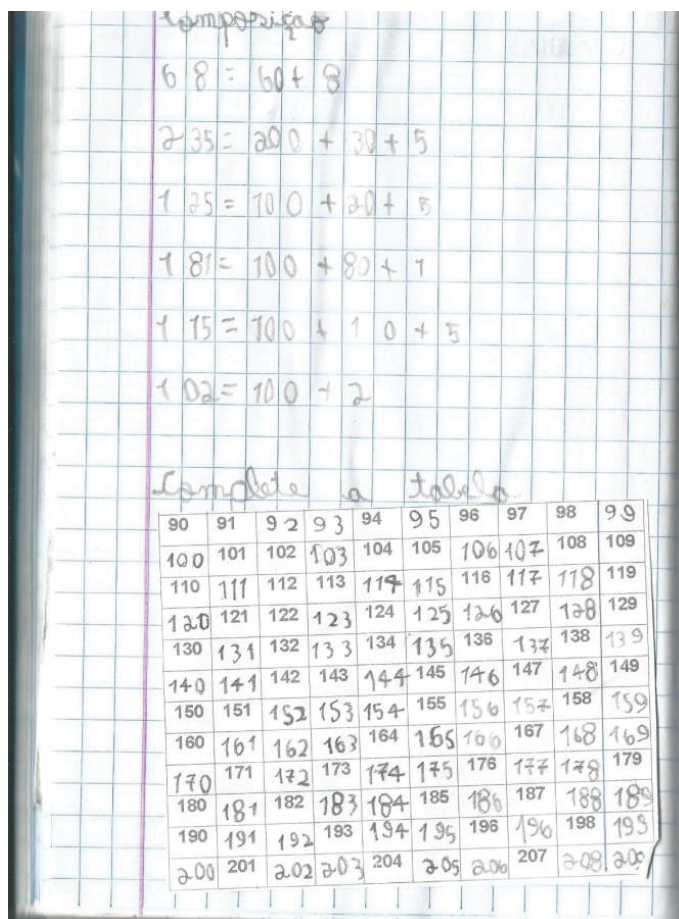 composição
68 = 60 + 8
235 = 200 + 30 + 5
125 = 100 + 20 + 5
181 = 100 + 80 + 1
115 = 100 + 10 + 5
102 = 100 + 2
Complete a tabela
90 91 92 93 94 95 96 97 98 99
100 101 102 103 104 105 106 107 108 109
110 111 112 113 114 115 116 117 118 119
120 121 122 123 124 125 126 127 128 129
130 131 132 133 134 135 136 137 138 139
140 141 142 143 144 145 146 147 148 149
150 151 152 153 154 155 156 157 158 159
160 161 162 163 164 165 166 167 168 169
170 171 172 173 174 175 176 177 178 179
180 181 182 183 184 185 186 187 188 189
190 191 192 193 194 195 196 196 198 199
200 201 202 203 204 205 206 207 208 209